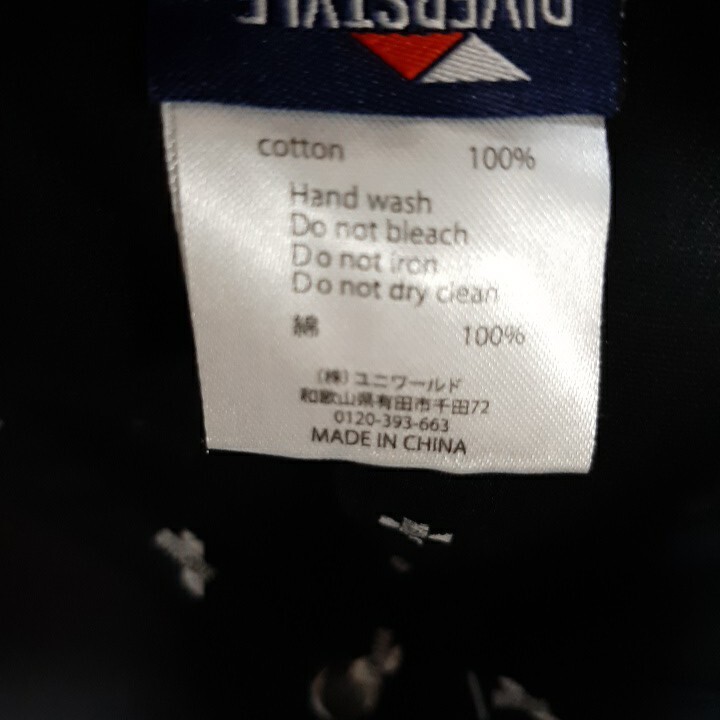 DIVERSTYLE
cotton 100%
Hand wash
Do not bleach
Do not iron
Do not dry clean
綿 100%
(株)ユニワールド
和歌山県有田市千田72
0120-393-663
MADE IN CHINA